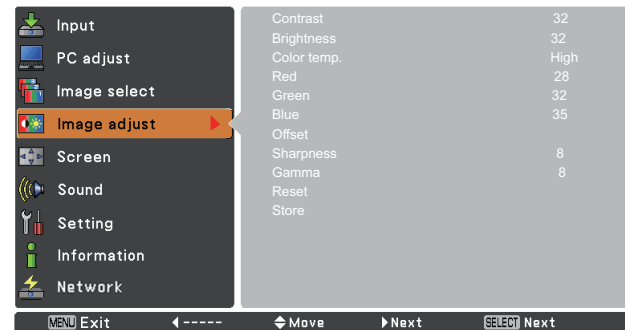 Input
PC adjust
Image select
Image adjust
Screen
Sound
Setting
Information
Network
Contrast 32
Brightness 32
Color temp. High
Red 28
Green 32
Blue 35
Offset
Sharpness 8
Gamma 8
Reset
Store
MENU Exit ----- Move Next SELECT Next